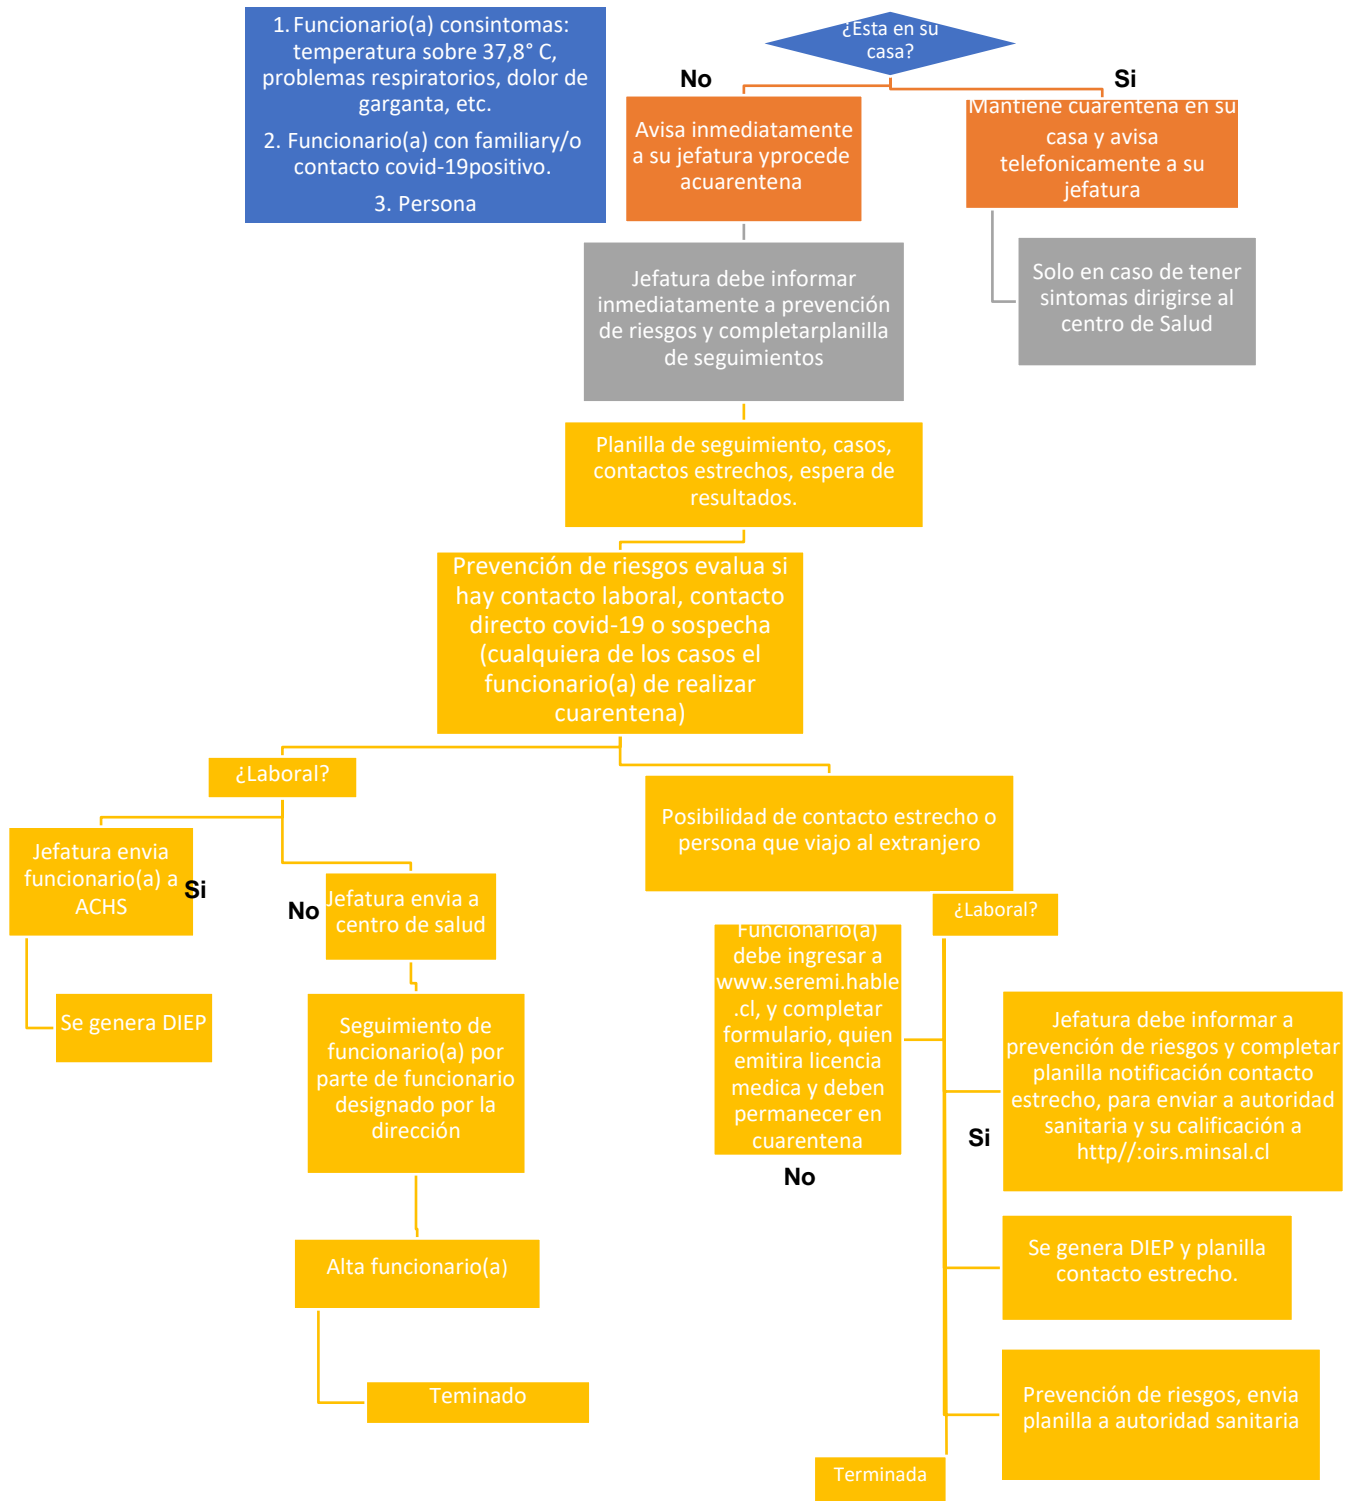 1. Funcionario(a) consintomas:
temperatura sobre 37,8° C,
problemas respiratorios, dolor de
garganta, etc.
2. Funcionario(a) con familiary/o
contacto covid-19positivo.
3. Persona
¿Esta en su
casa?
No
Si
Avisa inmediatamente
a su jefatura yprocede
acuarentena
Mantiene cuarentena en su
casa y avisa
telefonicamente a su
jefatura
Jefatura debe informar
inmediatamente a prevención
de riesgos y completarplanilla
de seguimientos
Solo en caso de tener
sintomas dirigirse al
centro de Salud
Planilla de seguimiento, casos,
contactos estrechos, espera de
resultados.
Prevención de riesgos evalua si
hay contacto laboral, contacto
directo covid-19 o sospecha
(cualquiera de los casos el
funcionario(a) de realizar
cuarentena)
¿Laboral?
Posibilidad de contacto estrecho o
persona que viajo al extranjero
Jefatura envia
funcionario(a) a
ACHS
Si
No
Jefatura envia a
centro de salud
Se genera DIEP
Seguimiento de
funcionario(a) por
parte de funcionario
designado por la
dirección
Alta funcionario(a)
Teminado
¿Laboral?
Funcionario(a)
debe ingresar a
www.seremi.hable
.cl, y completar
formulario, quien
emitira licencia
medica y deben
permanecer en
cuarentena
No
Si
Jefatura debe informar a
prevención de riesgos y completar
planilla notificación contacto
estrecho, para enviar a autoridad
sanitaria y su calificación a
http//:oirs.minsal.cl
Se genera DIEP y planilla
contacto estrecho.
Prevención de riesgos, envia
planilla a autoridad sanitaria
Terminada